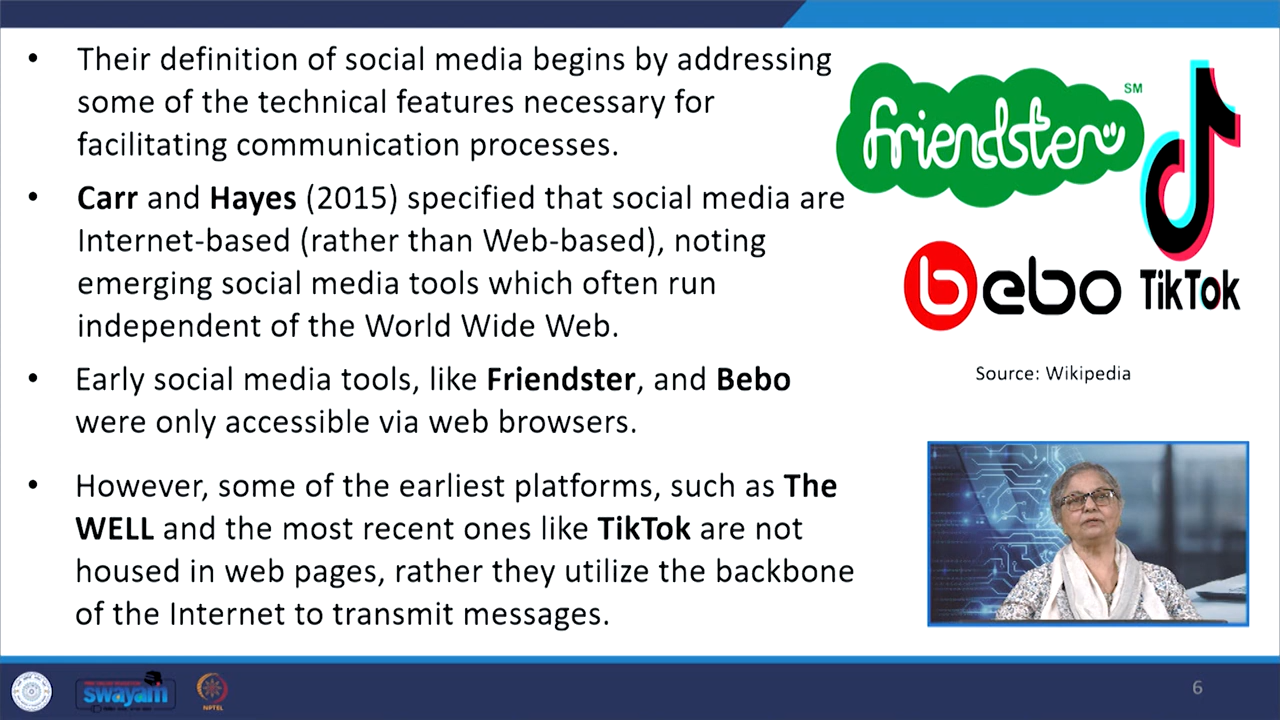 • Their definition of social media begins by addressing
some of the technical features necessary for
facilitating communication processes.
• Carr and Hayes (2015) specified that social media are
Internet-based (rather than Web-based), noting
emerging social media tools which often run
independent of the World Wide Web.
• Early social media tools, like Friendster, and Bebo
were only accessible via web browsers.
• However, some of the earliest platforms, such as The
WELL and the most recent ones like TikTok are not
housed in web pages, rather they utilize the backbone
of the Internet to transmit messages.
friendster SM
bebo
TikTok
Source: Wikipedia
swayam
NPTEL
6